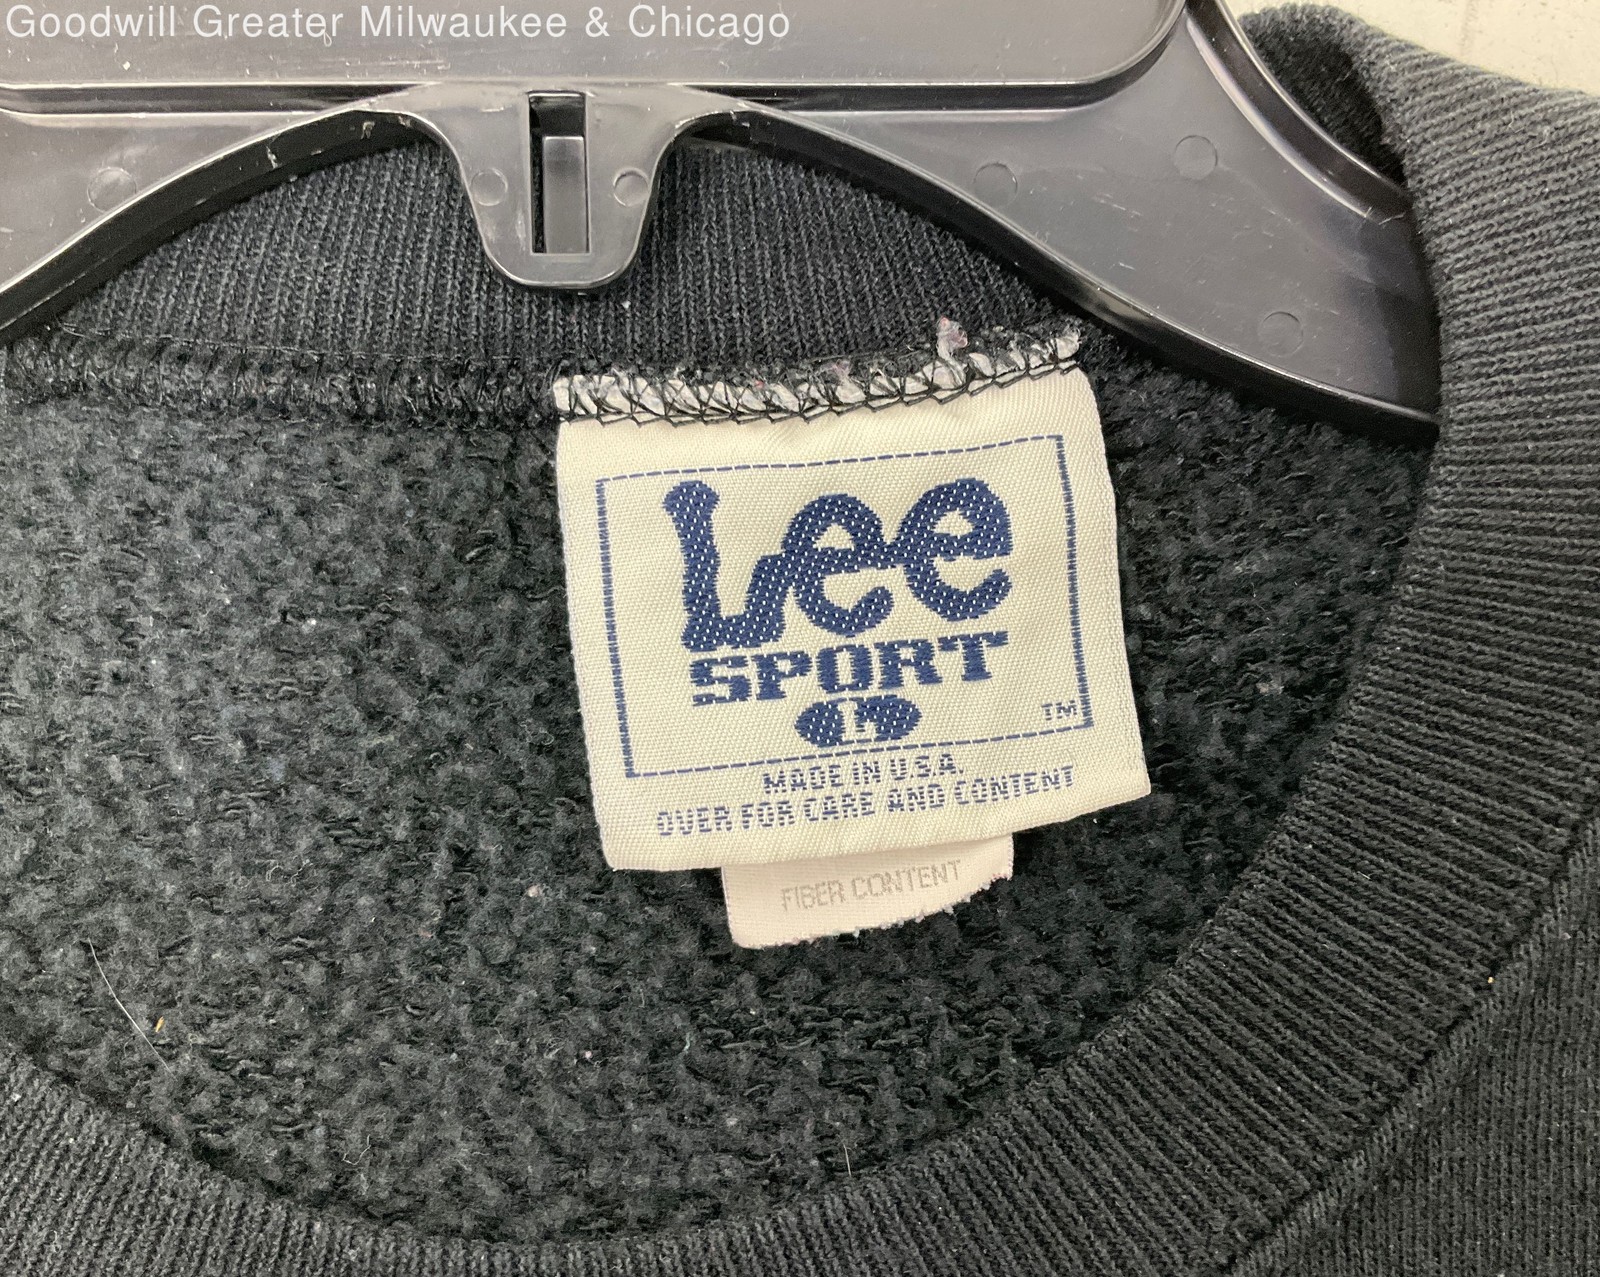 Goodwill Greater Milwaukee & Chicago
Lee
SPORT
L
TM
MADE IN U.S.A.
OVER FOR CARE AND CONTENT
FIBER CONTENT